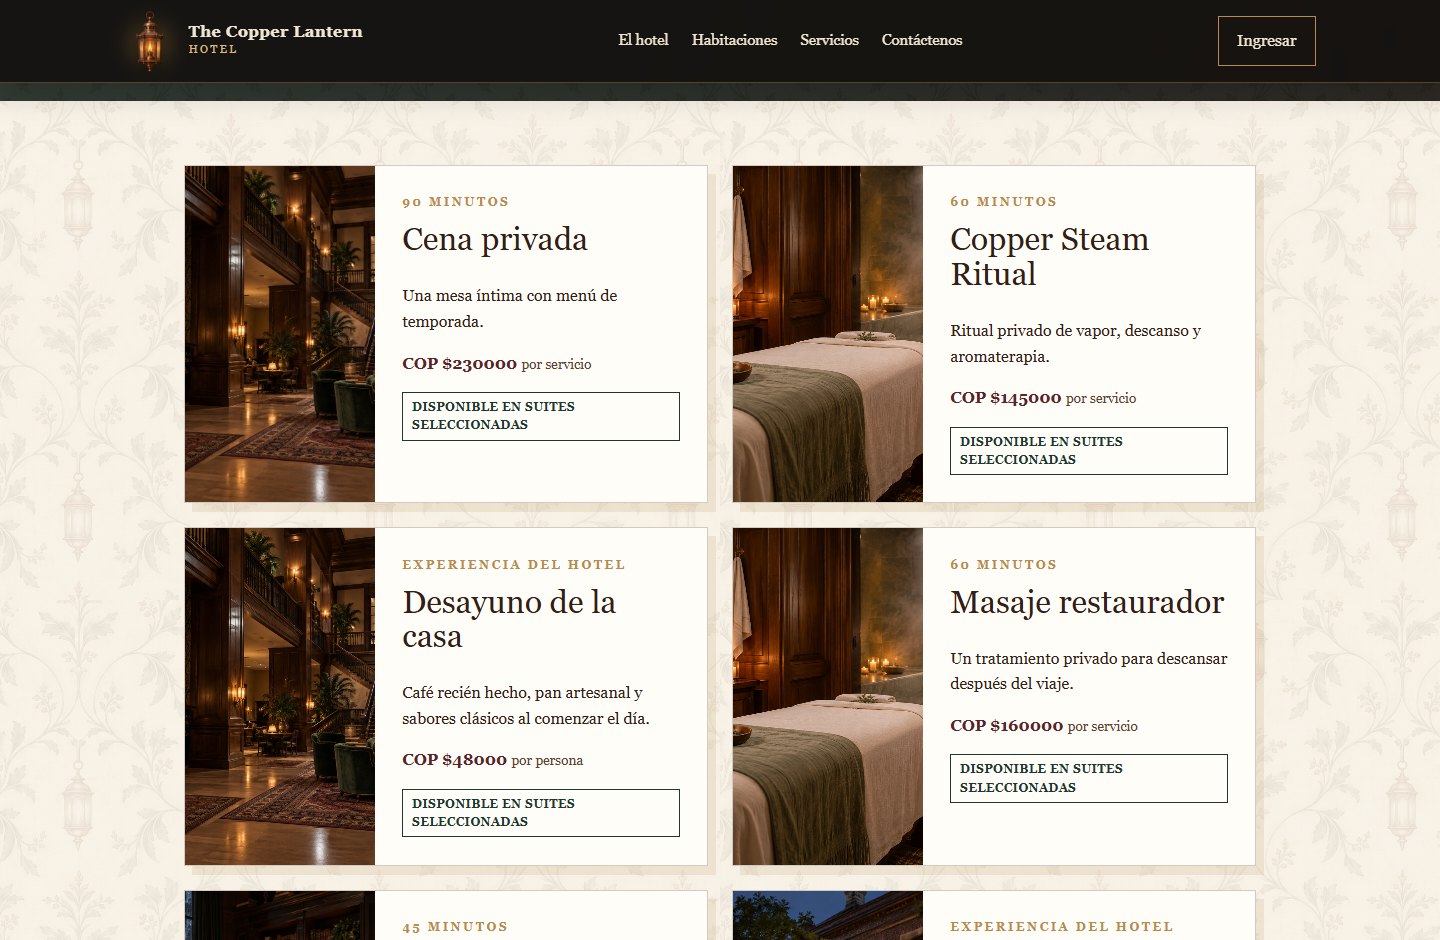 The Copper Lantern
HOTEL
El hotel
Habitaciones
Servicios
Contáctenos
Ingresar
90 MINUTOS
Cena privada
Una mesa íntima con menú de
temporada.
COP $230000 por servicio
DISPONIBLE EN SUITES
SELECCIONADAS
60 MINUTOS
Copper Steam
Ritual
Ritual privado de vapor, descanso y
aromaterapia.
COP $145000 por servicio
DISPONIBLE EN SUITES
SELECCIONADAS
EXPERIENCIA DEL HOTEL
Desayuno de la
casa
Café recién hecho, pan artesanal y
sabores clásicos al comenzar el día.
COP $48000 por persona
DISPONIBLE EN SUITES
SELECCIONADAS
60 MINUTOS
Masaje restaurador
Un tratamiento privado para descansar
después del viaje.
COP $160000 por servicio
DISPONIBLE EN SUITES
SELECCIONADAS
45 MINUTOS
EXPERIENCIA DEL HOTEL